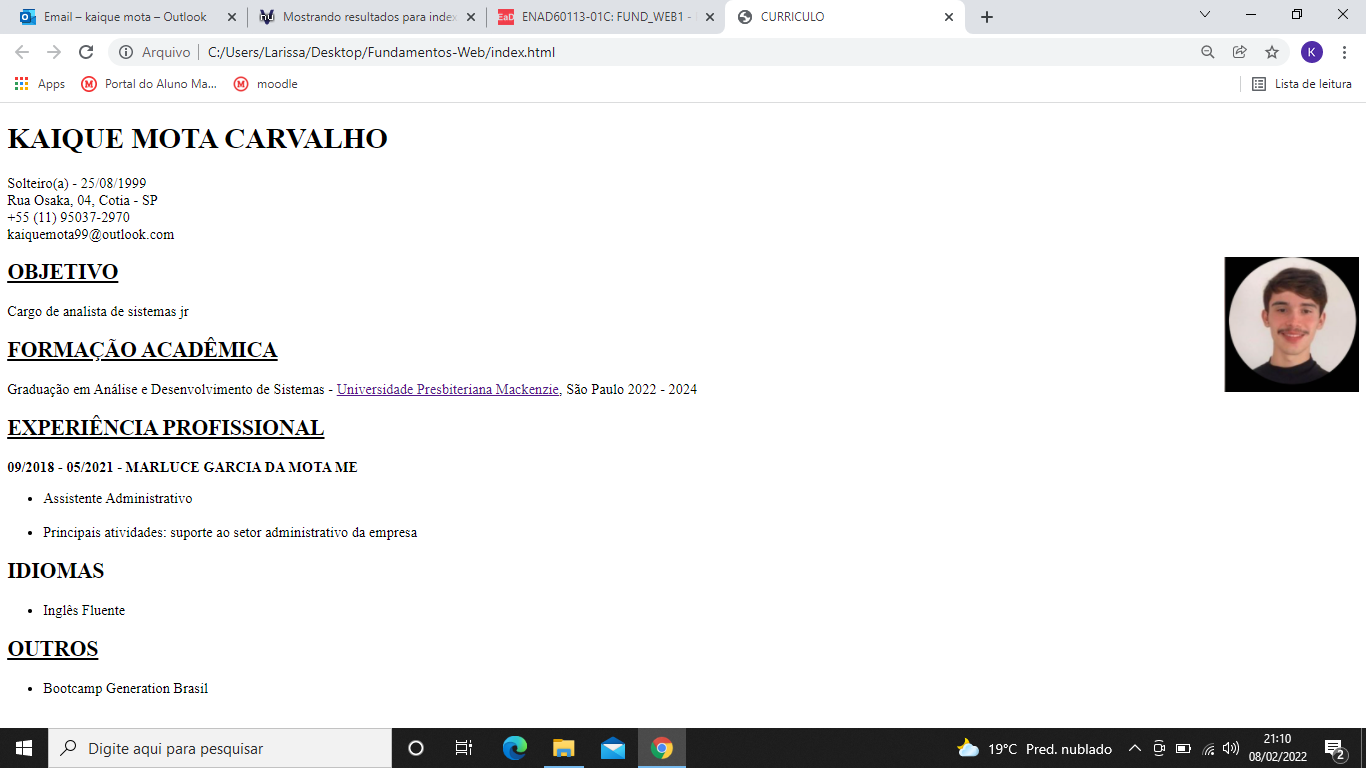 Email – kaique mota – Outlook
Mostrando resultados para index
EaD
ENAD60113-01C: FUND_WEB1 -
CURRICULO
Arquivo
C:/Users/Larissa/Desktop/Fundamentos-Web/index.html
K
Apps
Portal do Aluno Ma...
moodle
Lista de leitura
KAIQUE MOTA CARVALHO
Solteiro(a) - 25/08/1999
Rua Osaka, 04, Cotia - SP
+55 (11) 95037-2970
kaiquemota99@outlook.com
OBJETIVO
Cargo de analista de sistemas jr
FORMAÇÃO ACADÊMICA
Graduação em Análise e Desenvolvimento de Sistemas - Universidade Presbiteriana Mackenzie, São Paulo 2022 - 2024
EXPERIÊNCIA PROFISSIONAL
09/2018 - 05/2021 - MARLUCE GARCIA DA MOTA ME
Assistente Administrativo
Principais atividades: suporte ao setor administrativo da empresa
IDIOMAS
Inglês Fluente
OUTROS
Bootcamp Generation Brasil
Digite aqui para pesquisar
19°C Pred. nublado
21:10
08/02/2022
2